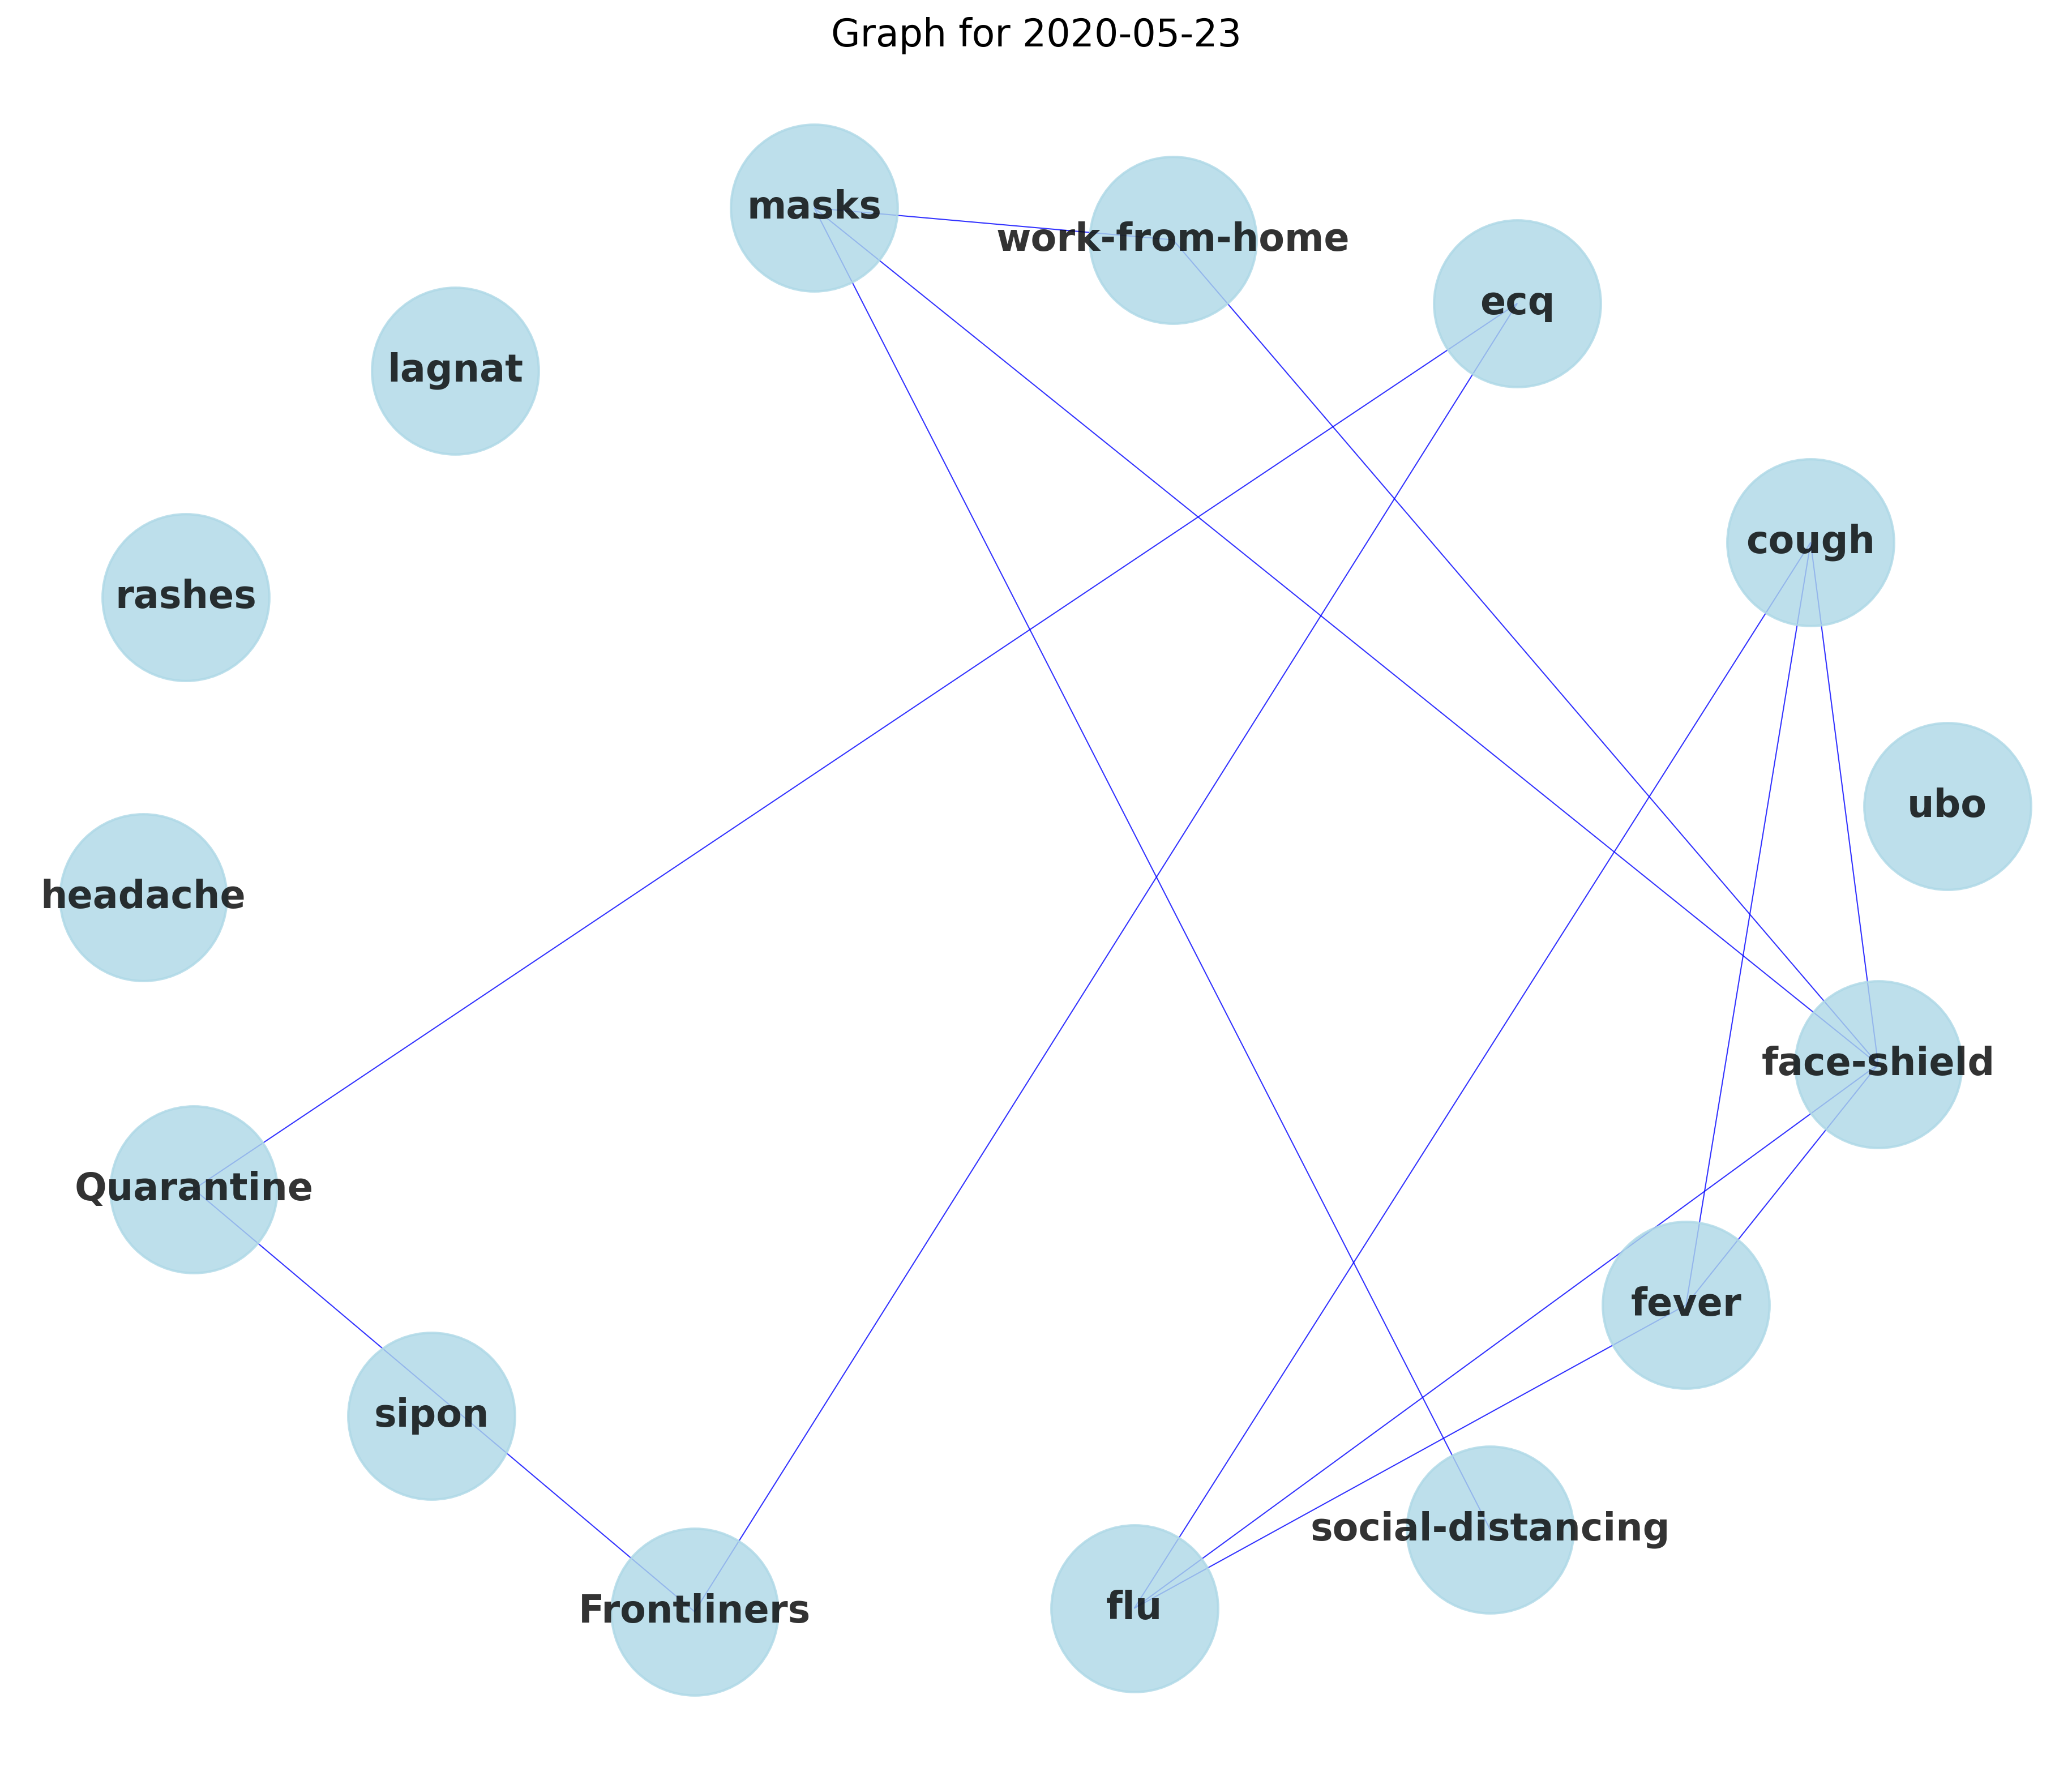 Graph for 2020-05-23
masks
work-from-home
ecq
lagnat
cough
rashes
ubo
headache
face-shield
Quarantine
fever
sipon
social-distancing
flu
Frontliners